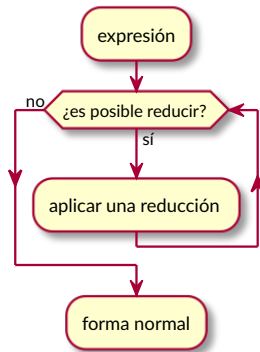 expresión
no
¿es posible reducir?
sí
aplicar una reducción
forma normal